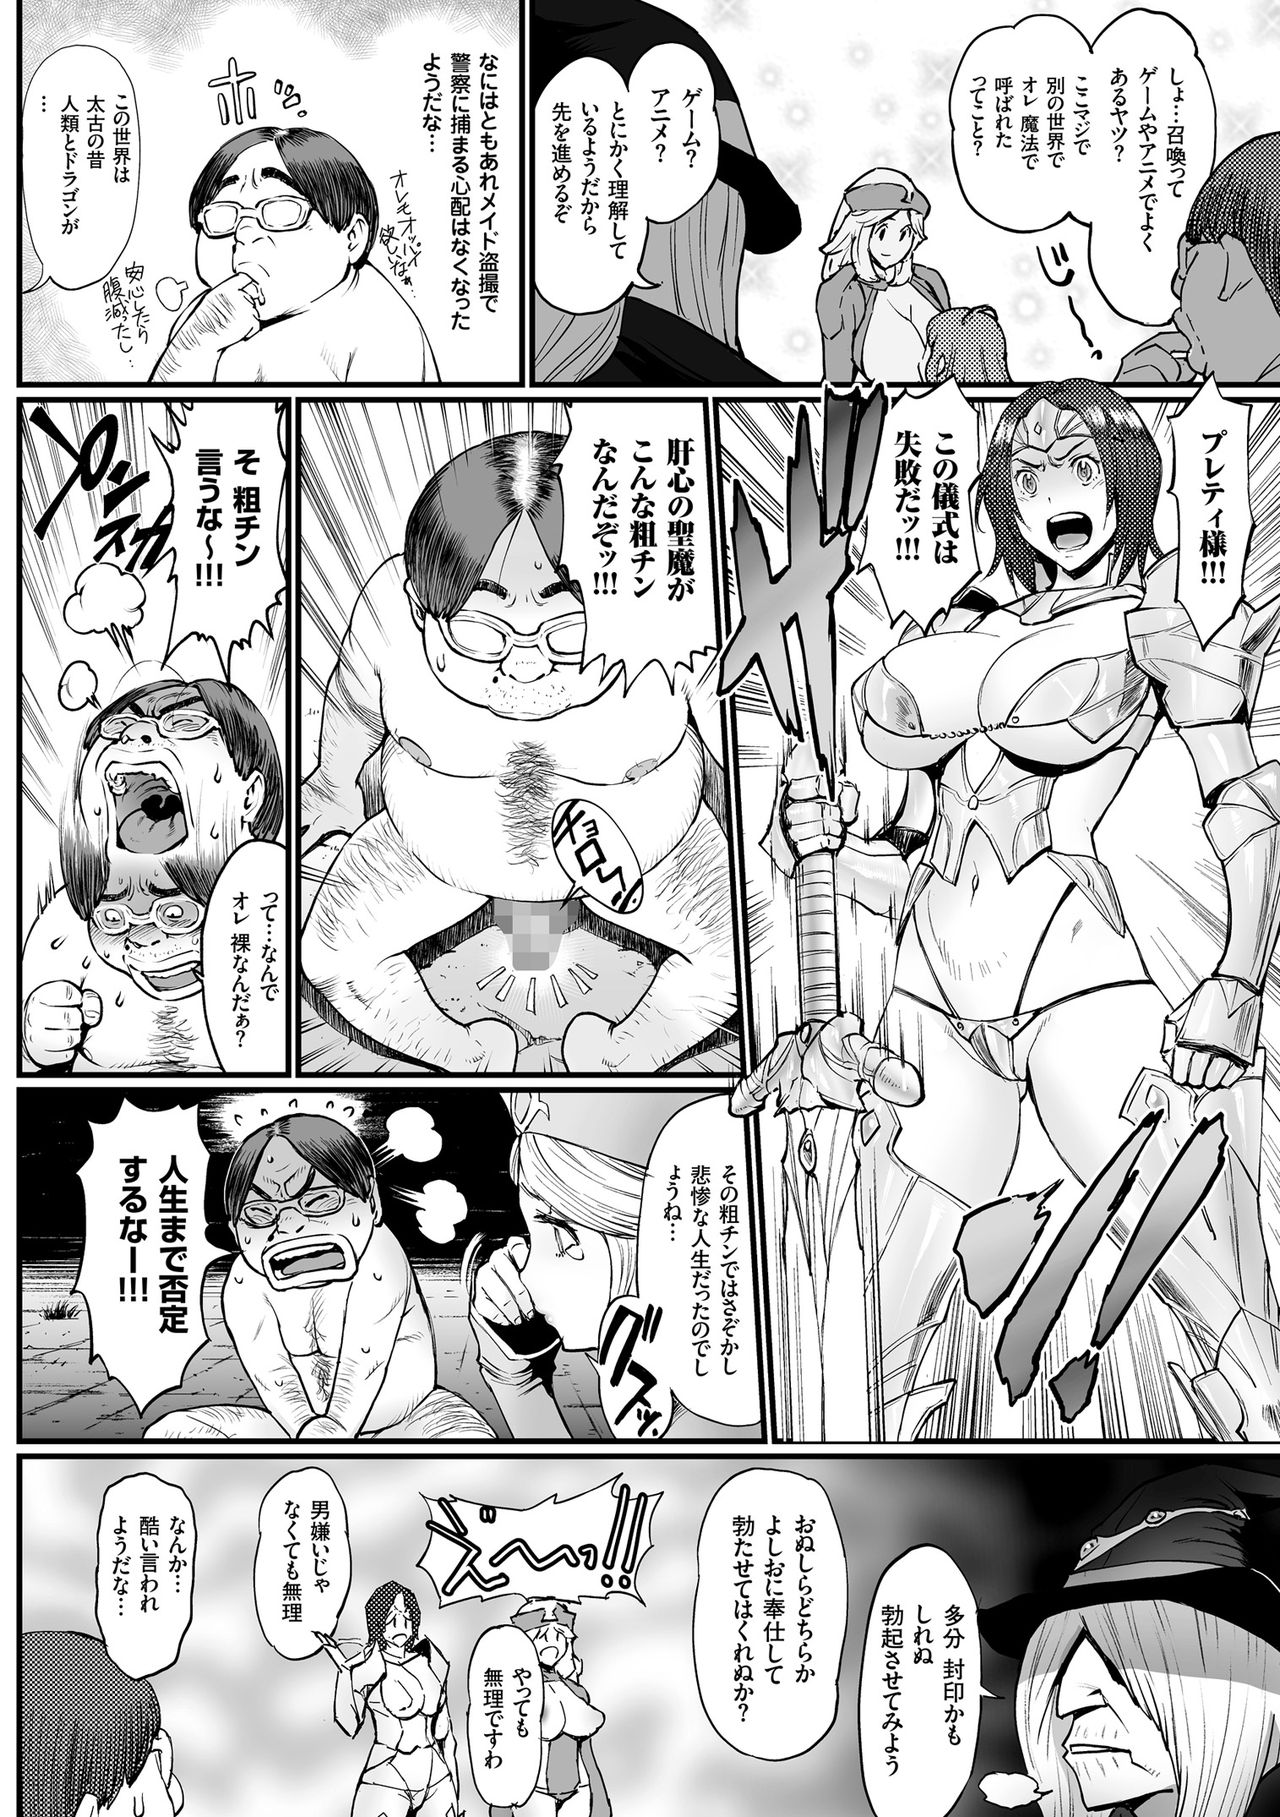 しょ…召喚って
ゲームやアニメでよく
あるヤツ?
ここマジで
別の世界で
オレ 魔法で
呼ばれた
ってこと?
ゲーム?
アニメ?
とにかく理解して
いるようだから
先を進めるぞ
なにはともあれメイド盗撮で
警察に捕まる心配はなくなった
ようだな…
ホ
オレモオッパイ
欲しいなぁ…
安心したら
腹減ったし…
この世界は
太古の昔
人類とドラゴンが
…
プレティ様!!!
この儀式は
失敗だッ!!!
肝心の聖魔が
こんな粗チン
なんだぞッ!!!
チョロ〜ン
そ 粗チン
言うな〜!!!
って…なんで
オレ 裸なんだぁ?
その粗チンではさぞかし
悲惨な人生だったのでし
ょうね…
グスッ
人生まで否定
するなー!!!
多分 封印かも
しれぬ
勃起させてみよう
おぬしらどちらか
よしおに奉仕して
勃たせてはくれぬか?
え〜〜っ!!
やっても
無理ですわ
男嫌いじゃ
なくても無理
なんか…
酷い言われ
ようだな…